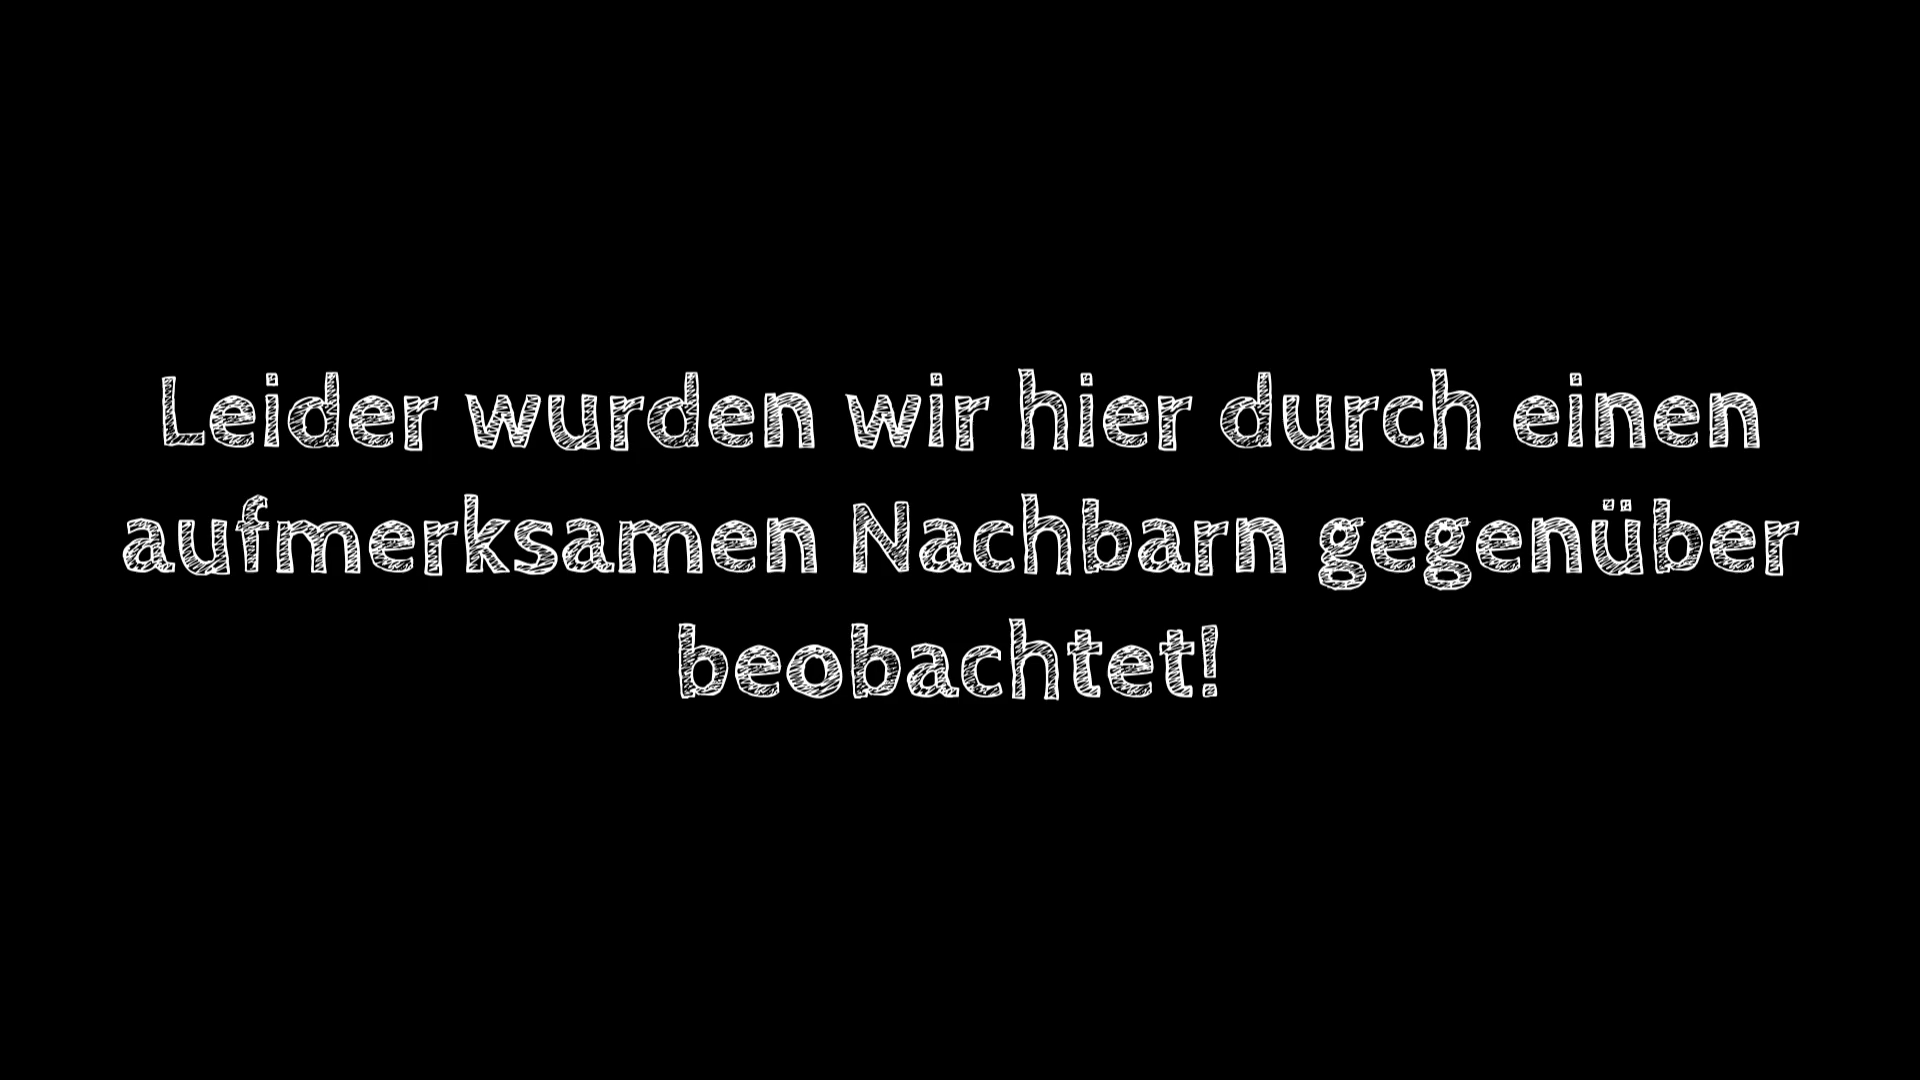 Leider wurden wir hier durch einen
aufmerksamen Nachbarn gegenüber
beobachtet!